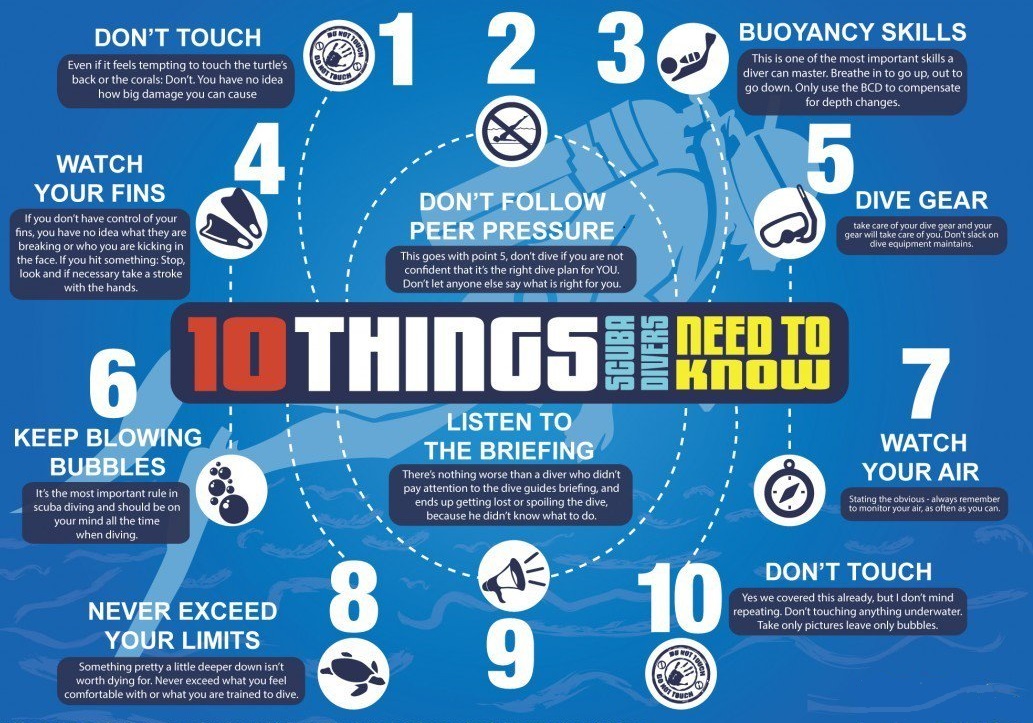 DON'T TOUCH
Even if it feels tempting to touch the turtle's
back or the corals: Don't. You have no idea
how big damage you can cause
DO NOT TOUCH
DO NOT TOUCH
1
2
DON'T FOLLOW
PEER PRESSURE
This goes with point 5, don't dive if you are not
confident that it's the right dive plan for YOU.
Don't let anyone else say what is right for you.
3
BUOYANCY SKILLS
This is one of the most important skills a
diver can master. Breathe in to go up, out to
go down. Only use the BCD to compensate
for depth changes.
4
WATCH
YOUR FINS
If you don't have control of your
fins, you have no idea what they are
breaking or who you are kicking in
the face. If you hit something: Stop,
look and if necessary take a stroke
with the hands.
5
DIVE GEAR
take care of your dive gear and your
gear will take care of you. Don't slack on
dive equipment maintains.
10 THINGS SCUBA DIVERS NEED TO KNOW
6
KEEP BLOWING
BUBBLES
It's the most important rule in
scuba diving and should be on
your mind all the time
when diving.
7
WATCH
YOUR AIR
Stating the obvious - always remember
to monitor your air, as often as you can.
8
NEVER EXCEED
YOUR LIMITS
Something pretty a little deeper down isn't
worth dying for. Never exceed what you feel
comfortable with or what you are trained to dive.
LISTEN TO
THE BRIEFING
There's nothing worse than a diver who didn't
pay attention to the dive guides briefing, and
ends up getting lost or spoiling the dive,
because he didn't know what to do.
9
10
DON'T TOUCH
Yes we covered this already, but I don't mind
repeating. Don't touching anything underwater.
Take only pictures leave only bubbles.
DO NOT TOUCH
DO NOT TOUCH